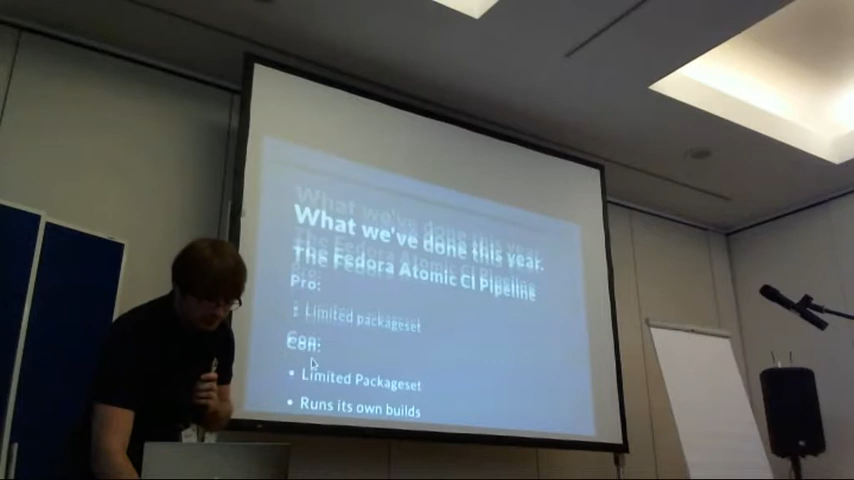 What we've done this year.
The Fedora Atomic CI Pipeline
Pro:
• Limited packageset
Con:
• Limited Packageset
• Runs its own builds